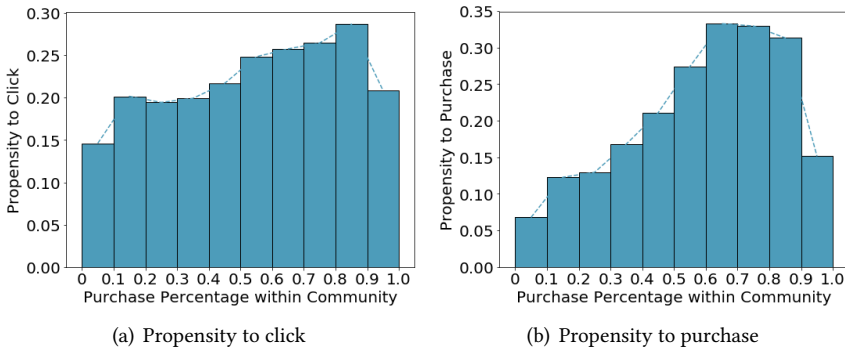 0.30
0.25
0.20
0.15
0.10
0.05
0.00
Propensity to Click
0 0.1 0.2 0.3 0.4 0.5 0.6 0.7 0.8 0.9 1.0
Purchase Percentage within Community
(a) Propensity to click
0.35
0.30
0.25
0.20
0.15
0.10
0.05
0.00
Propensity to Purchase
0 0.1 0.2 0.3 0.4 0.5 0.6 0.7 0.8 0.9 1.0
Purchase Percentage within Community
(b) Propensity to purchase